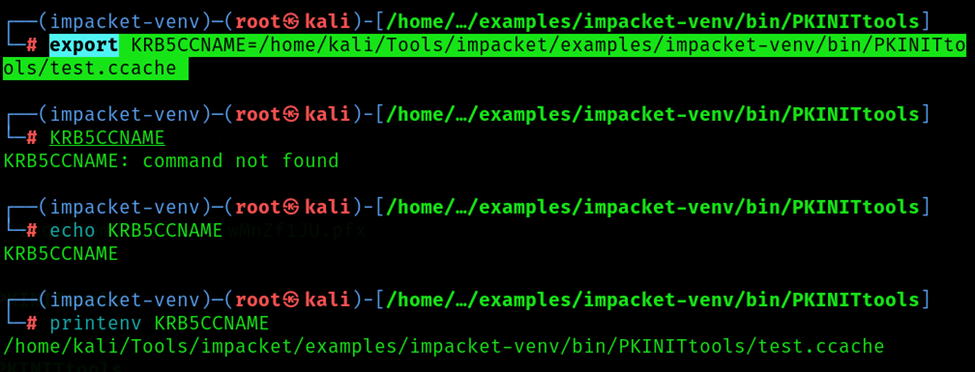 ┌──(impacket-venv)─(root㉿kali)-[/home/…/examples/impacket-venv/bin/PKINITtools]
└─# export KRB5CCNAME=/home/kali/Tools/impacket/examples/impacket-venv/bin/PKINITto
ols/test.ccache
┌──(impacket-venv)─(root㉿kali)-[/home/…/examples/impacket-venv/bin/PKINITtools]
└─# KRB5CCNAME
KRB5CCNAME: command not found
┌──(impacket-venv)─(root㉿kali)-[/home/…/examples/impacket-venv/bin/PKINITtools]
└─# echo KRB5CCNAME
KRB5CCNAME
┌──(impacket-venv)─(root㉿kali)-[/home/…/examples/impacket-venv/bin/PKINITtools]
└─# printenv KRB5CCNAME
/home/kali/Tools/impacket/examples/impacket-venv/bin/PKINITtools/test.ccache